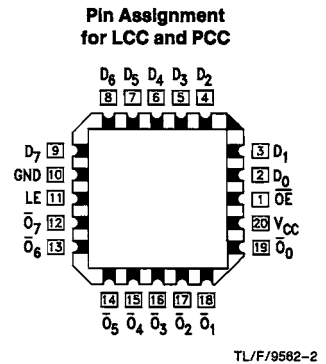 Pin Assignment
for LCC and PCC
D6 D5 D4 D3 D2
8 7 6 5 4
D7 9
GND 10
LE 11
Ō7 12
Ō6 13
3 D1
2 D0
1 O̅E̅
20 VCC
19 Ō0
14 15 16 17 18
Ō5 Ō4 Ō3 Ō2 Ō1
TL/F/9562-2